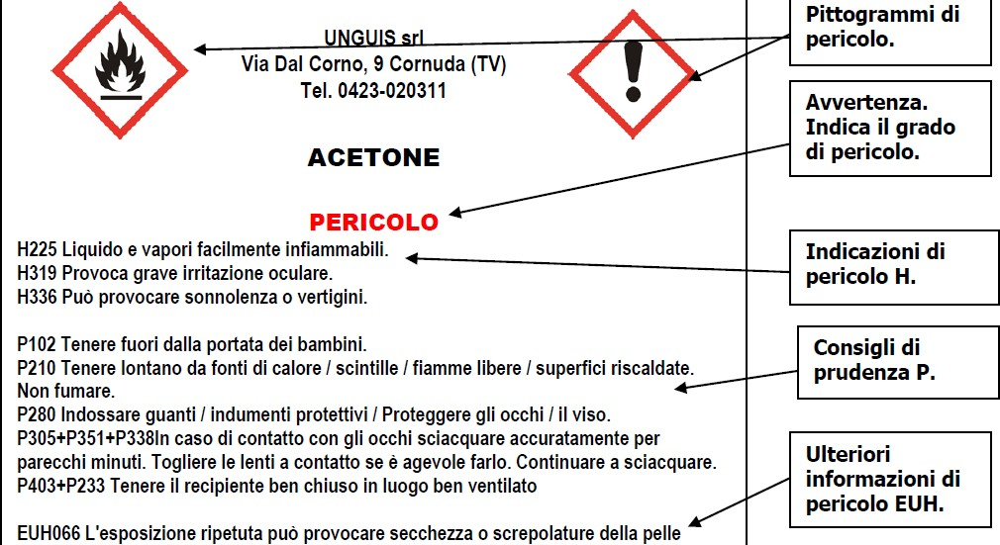 UNGUIS srl
Via Dal Corno, 9 Cornuda (TV)
Tel. 0423-020311
ACETONE
PERICOLO
H225 Liquido e vapori facilmente infiammabili.
H319 Provoca grave irritazione oculare.
H336 Può provocare sonnolenza o vertigini.
P102 Tenere fuori dalla portata dei bambini.
P210 Tenere lontano da fonti di calore / scintille / fiamme libere / superfici riscaldate.
Non fumare.
P280 Indossare guanti / indumenti protettivi / Proteggere gli occhi / il viso.
P305+P351+P338In caso di contatto con gli occhi sciacquare accuratamente per
parecchi minuti. Togliere le lenti a contatto se è agevole farlo. Continuare a sciacquare.
P403+P233 Tenere il recipiente ben chiuso in luogo ben ventilato
EUH066 L'esposizione ripetuta può provocare secchezza o screpolature della pelle
Pittogrammi di
pericolo.
Avvertenza.
Indica il grado
di pericolo.
Indicazioni di
pericolo H.
Consigli di
prudenza P.
Ulteriori
informazioni di
pericolo EUH.